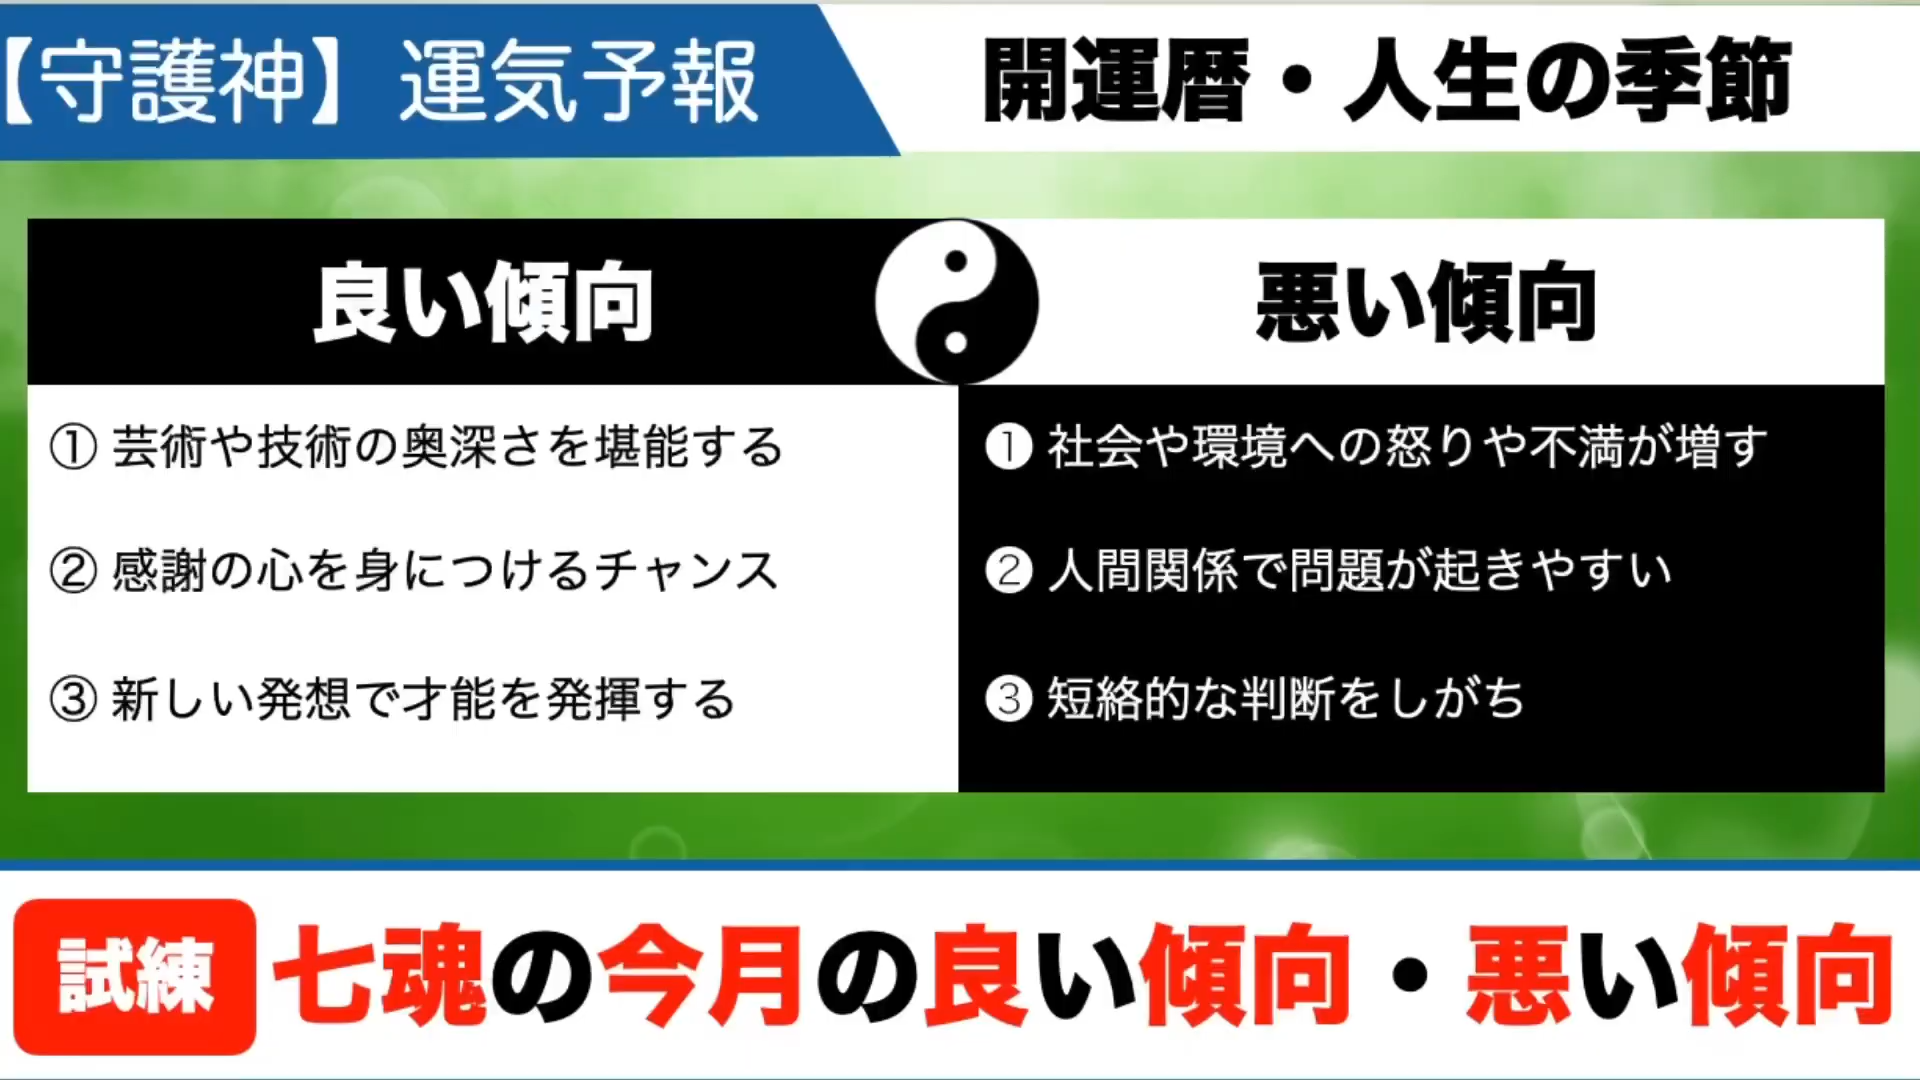 【守護神】運気予報
開運暦・人生の季節
良い傾向
悪い傾向
① 芸術や技術の奥深さを堪能する
② 感謝の心を身につけるチャンス
③ 新しい発想で才能を発揮する
❶ 社会や環境への怒りや不満が増す
❷ 人間関係で問題が起きやすい
❸ 短絡的な判断をしがち
試練
七魂の今月の良い傾向・悪い傾向